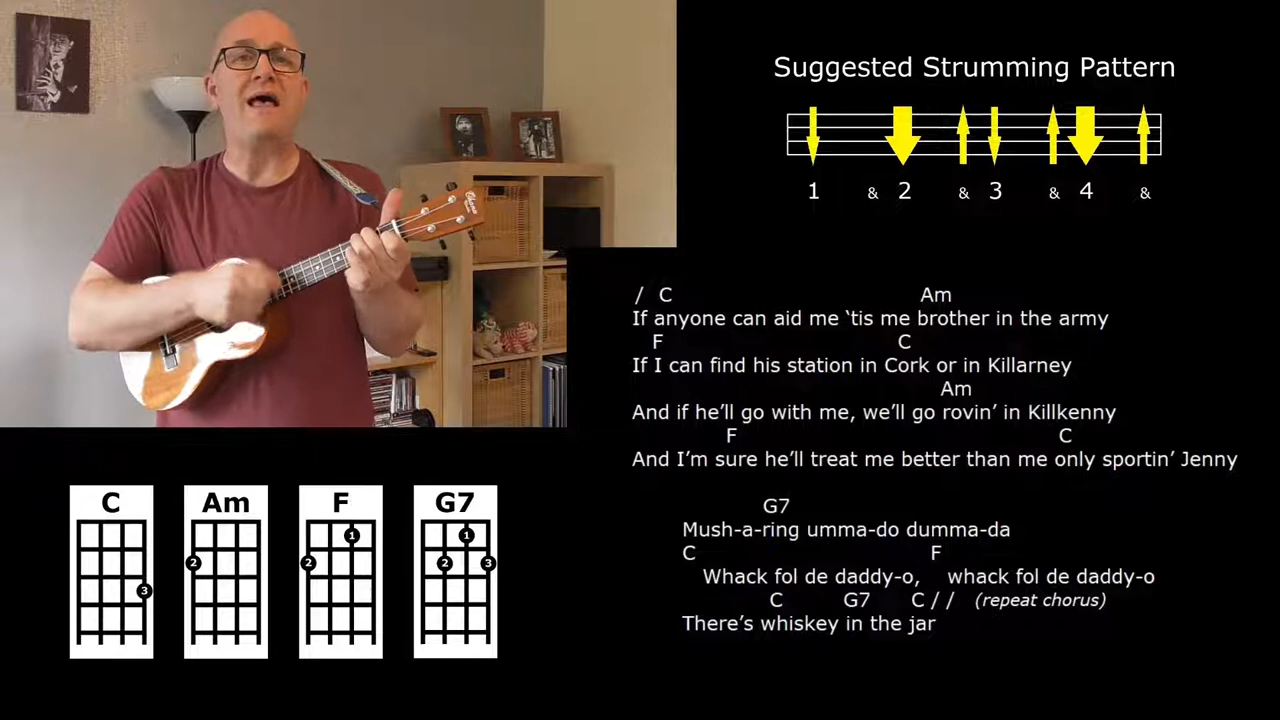 Suggested Strumming Pattern
1 & 2 & 3 & 4 &
Ohana
/ C Am
If anyone can aid me ‘tis me brother in the army
F C
If I can find his station in Cork or in Killarney
Am
And if he’ll go with me, we’ll go rovin’ in Killkenny
F C
And I’m sure he’ll treat me better than me only sportin’ Jenny
G7
Mush-a-ring umma-do dumma-da
C F
Whack fol de daddy-o, whack fol de daddy-o
C G7 C / / (repeat chorus)
There’s whiskey in the jar
C Am F G7
1 1
2 2 2 3
3